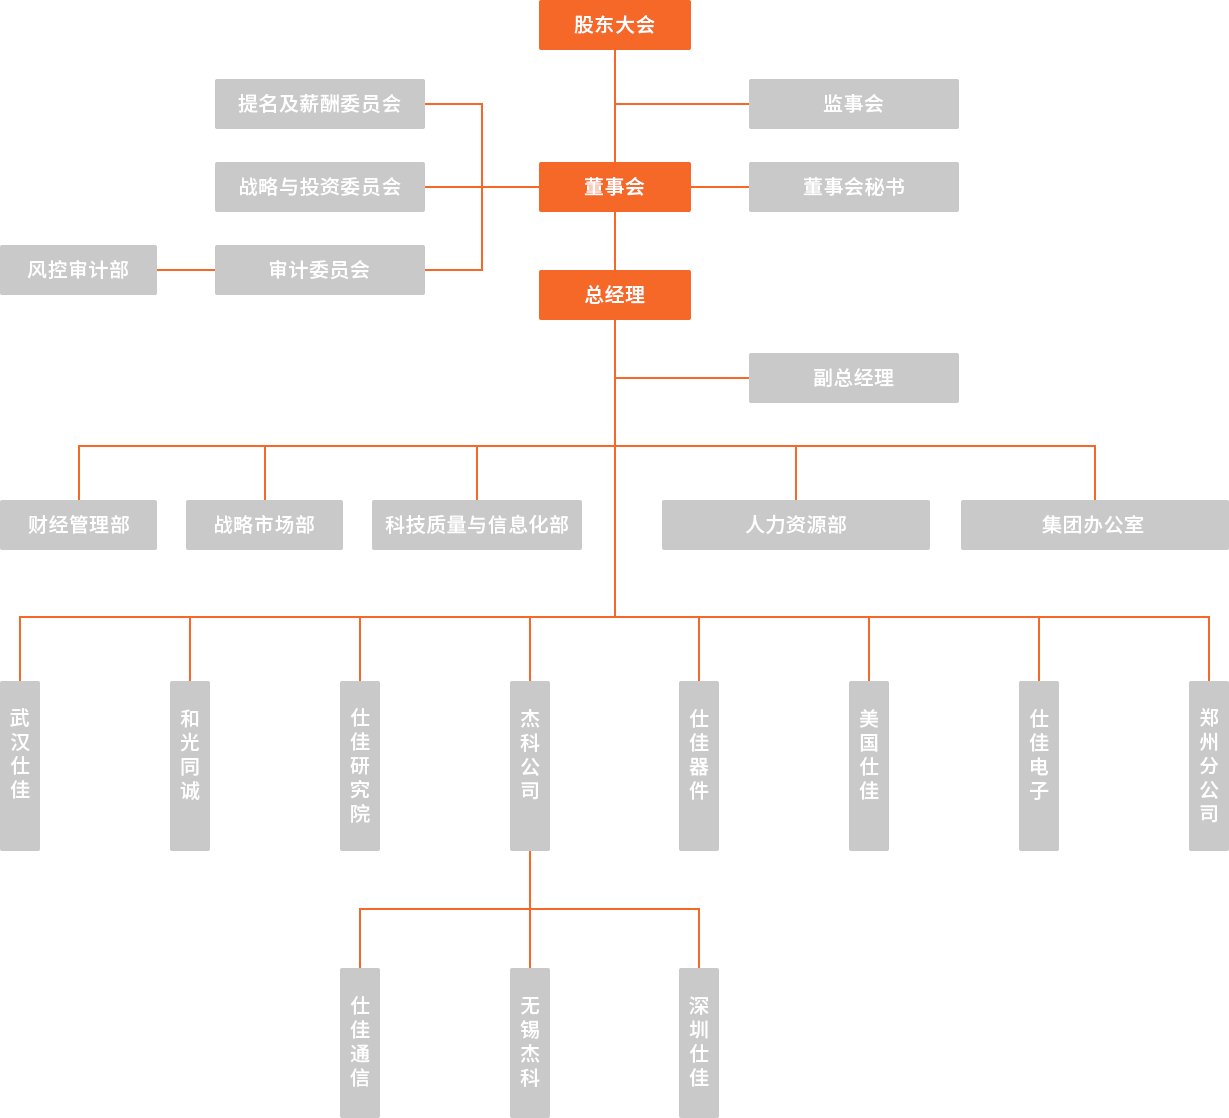 股东大会
提名及薪酬委员会
监事会
战略与投资委员会
董事会
董事会秘书
风控审计部
审计委员会
总经理
副总经理
财经管理部
战略市场部
科技质量与信息化部
人力资源部
集团办公室
武汉仕佳
和光同诚
仕佳研究院
杰科公司
仕佳器件
美国仕佳
仕佳电子
郑州分公司
仕佳通信
无锡杰科
深圳仕佳